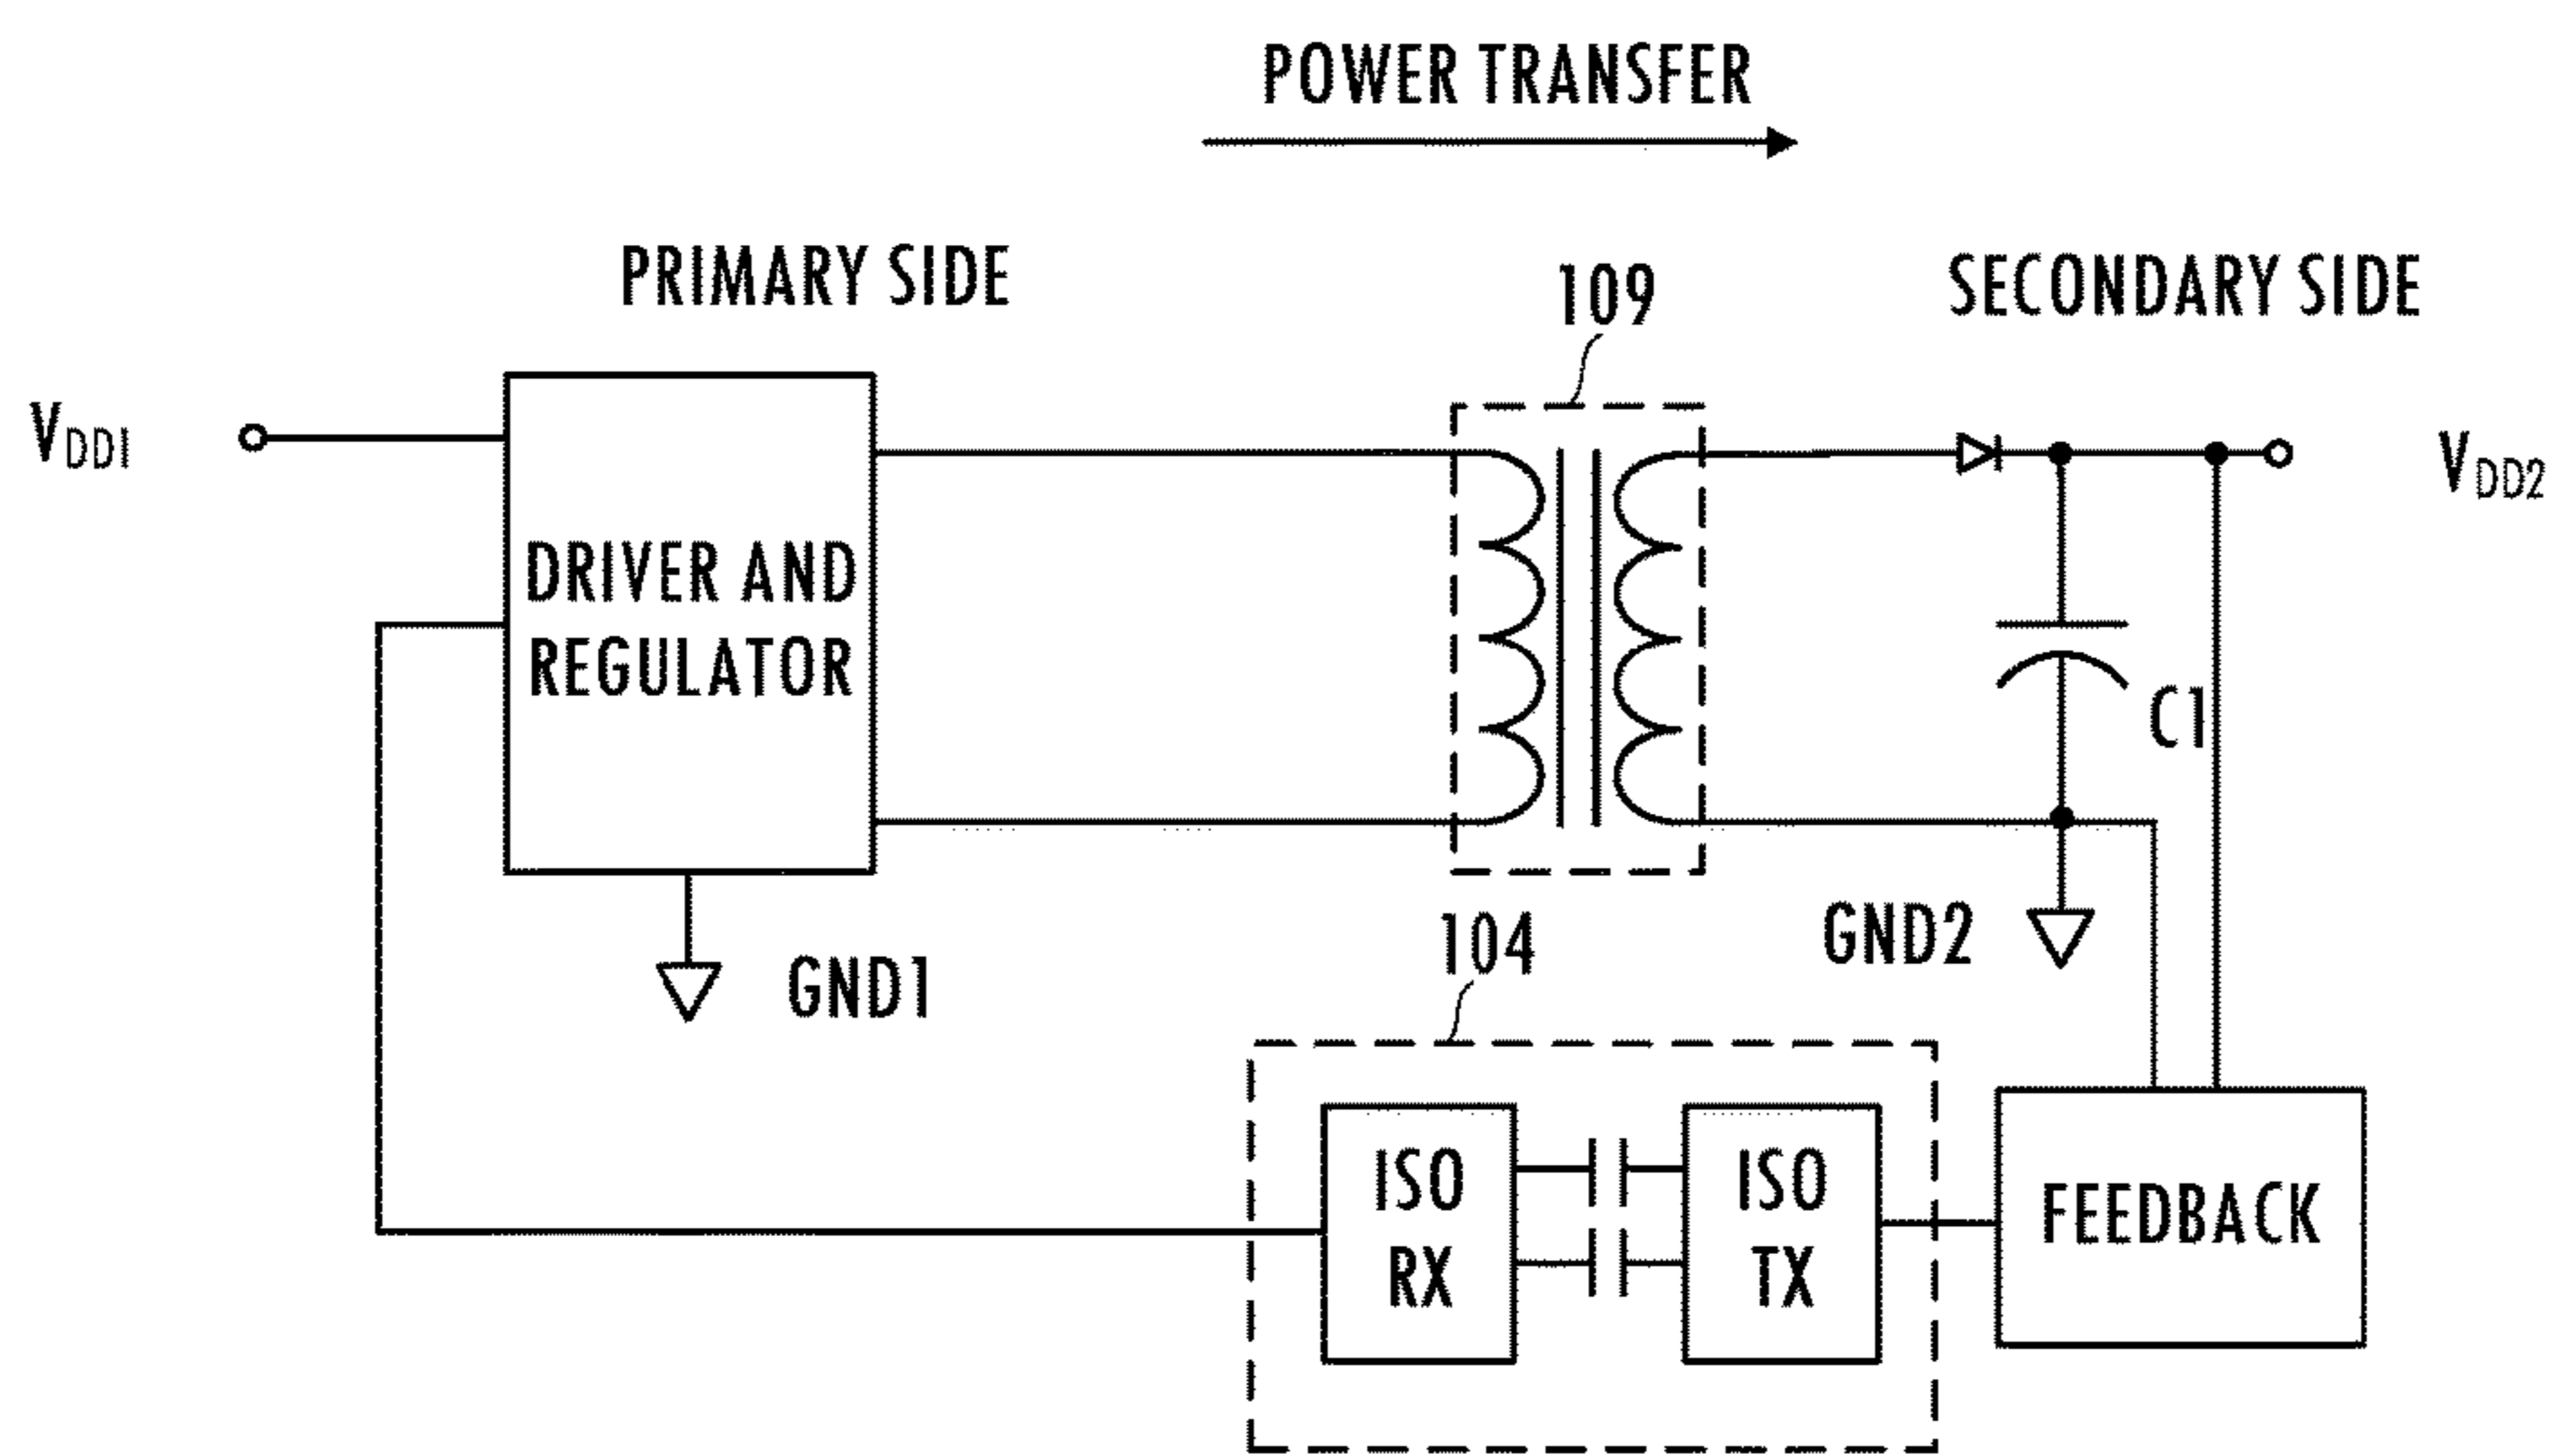 POWER TRANSFER
PRIMARY SIDE
109
SECONDARY SIDE
VDD1
VDD2
DRIVER AND
REGULATOR
C1
GND1
104
GND2
ISO
RX
ISO
TX
FEEDBACK